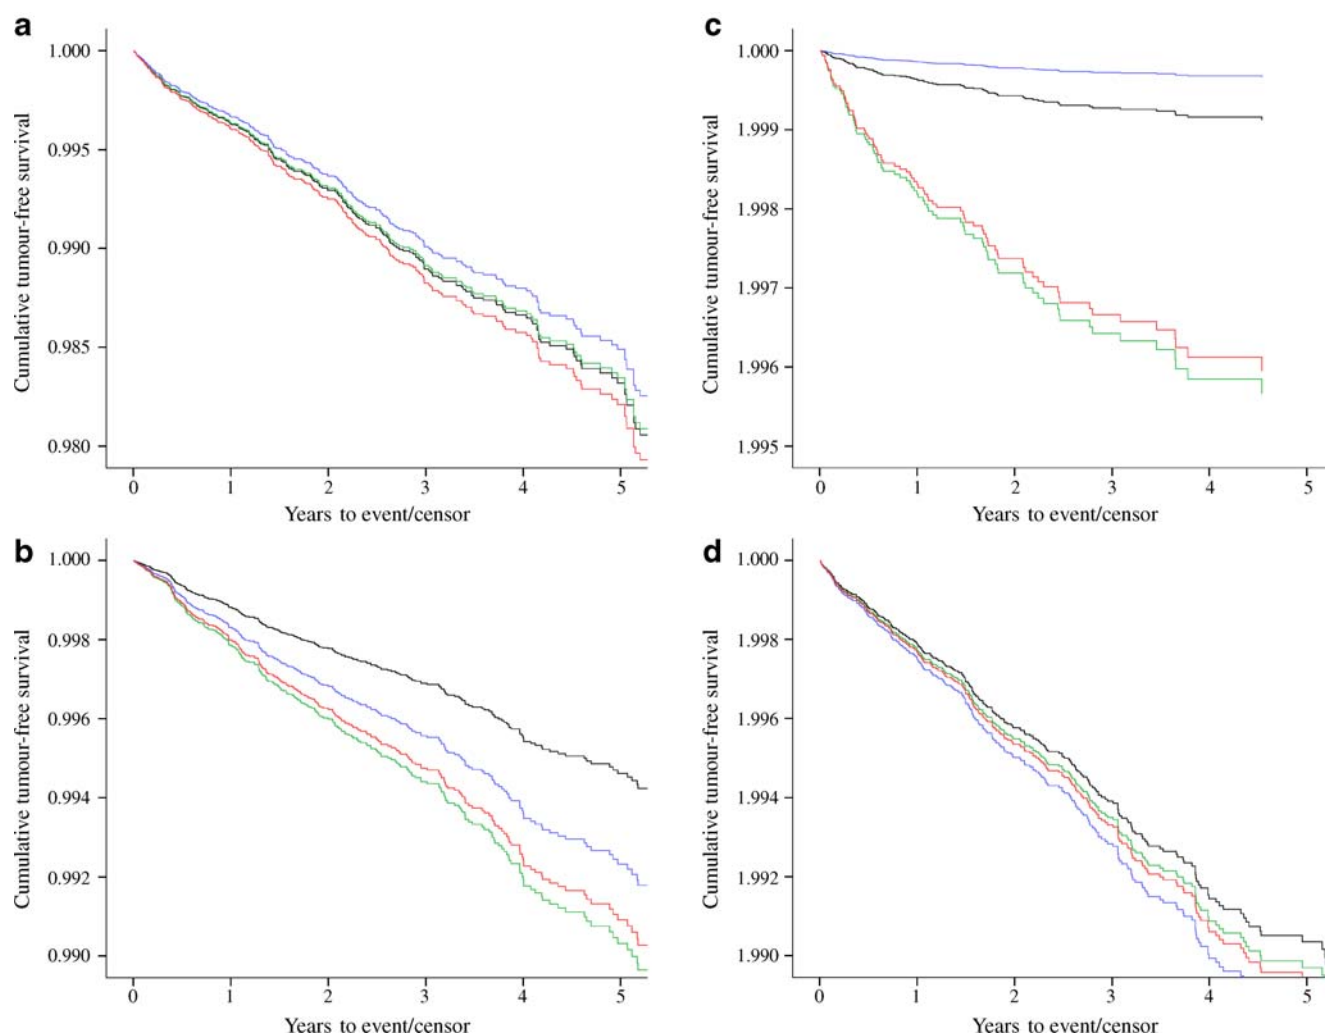 a
1.000
0.995
0.990
0.985
0.980
Cumulative tumour-free survival
0 1 2 3 4 5
Years to event/censor
c
1.000
1.999
1.998
1.997
1.996
1.995
Cumulative tumour-free survival
0 1 2 3 4 5
Years to event/censor
b
1.000
0.998
0.996
0.994
0.992
0.990
Cumulative tumour-free survival
0 1 2 3 4 5
Years to event/censor
d
1.000
1.998
1.996
1.994
1.992
1.990
Cumulative tumour-free survival
0 1 2 3 4 5
Years to event/censor